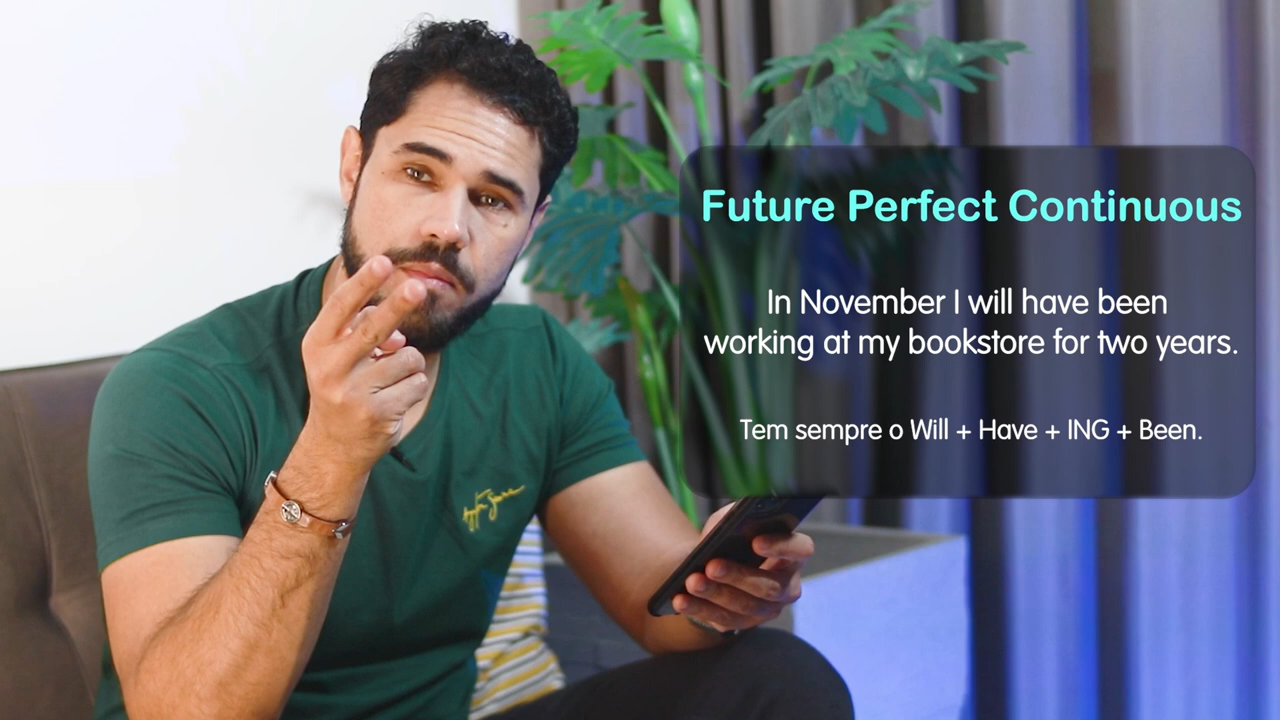 Future Perfect Continuous
In November I will have been
working at my bookstore for two years.
Tem sempre o Will + Have + ING + Been.